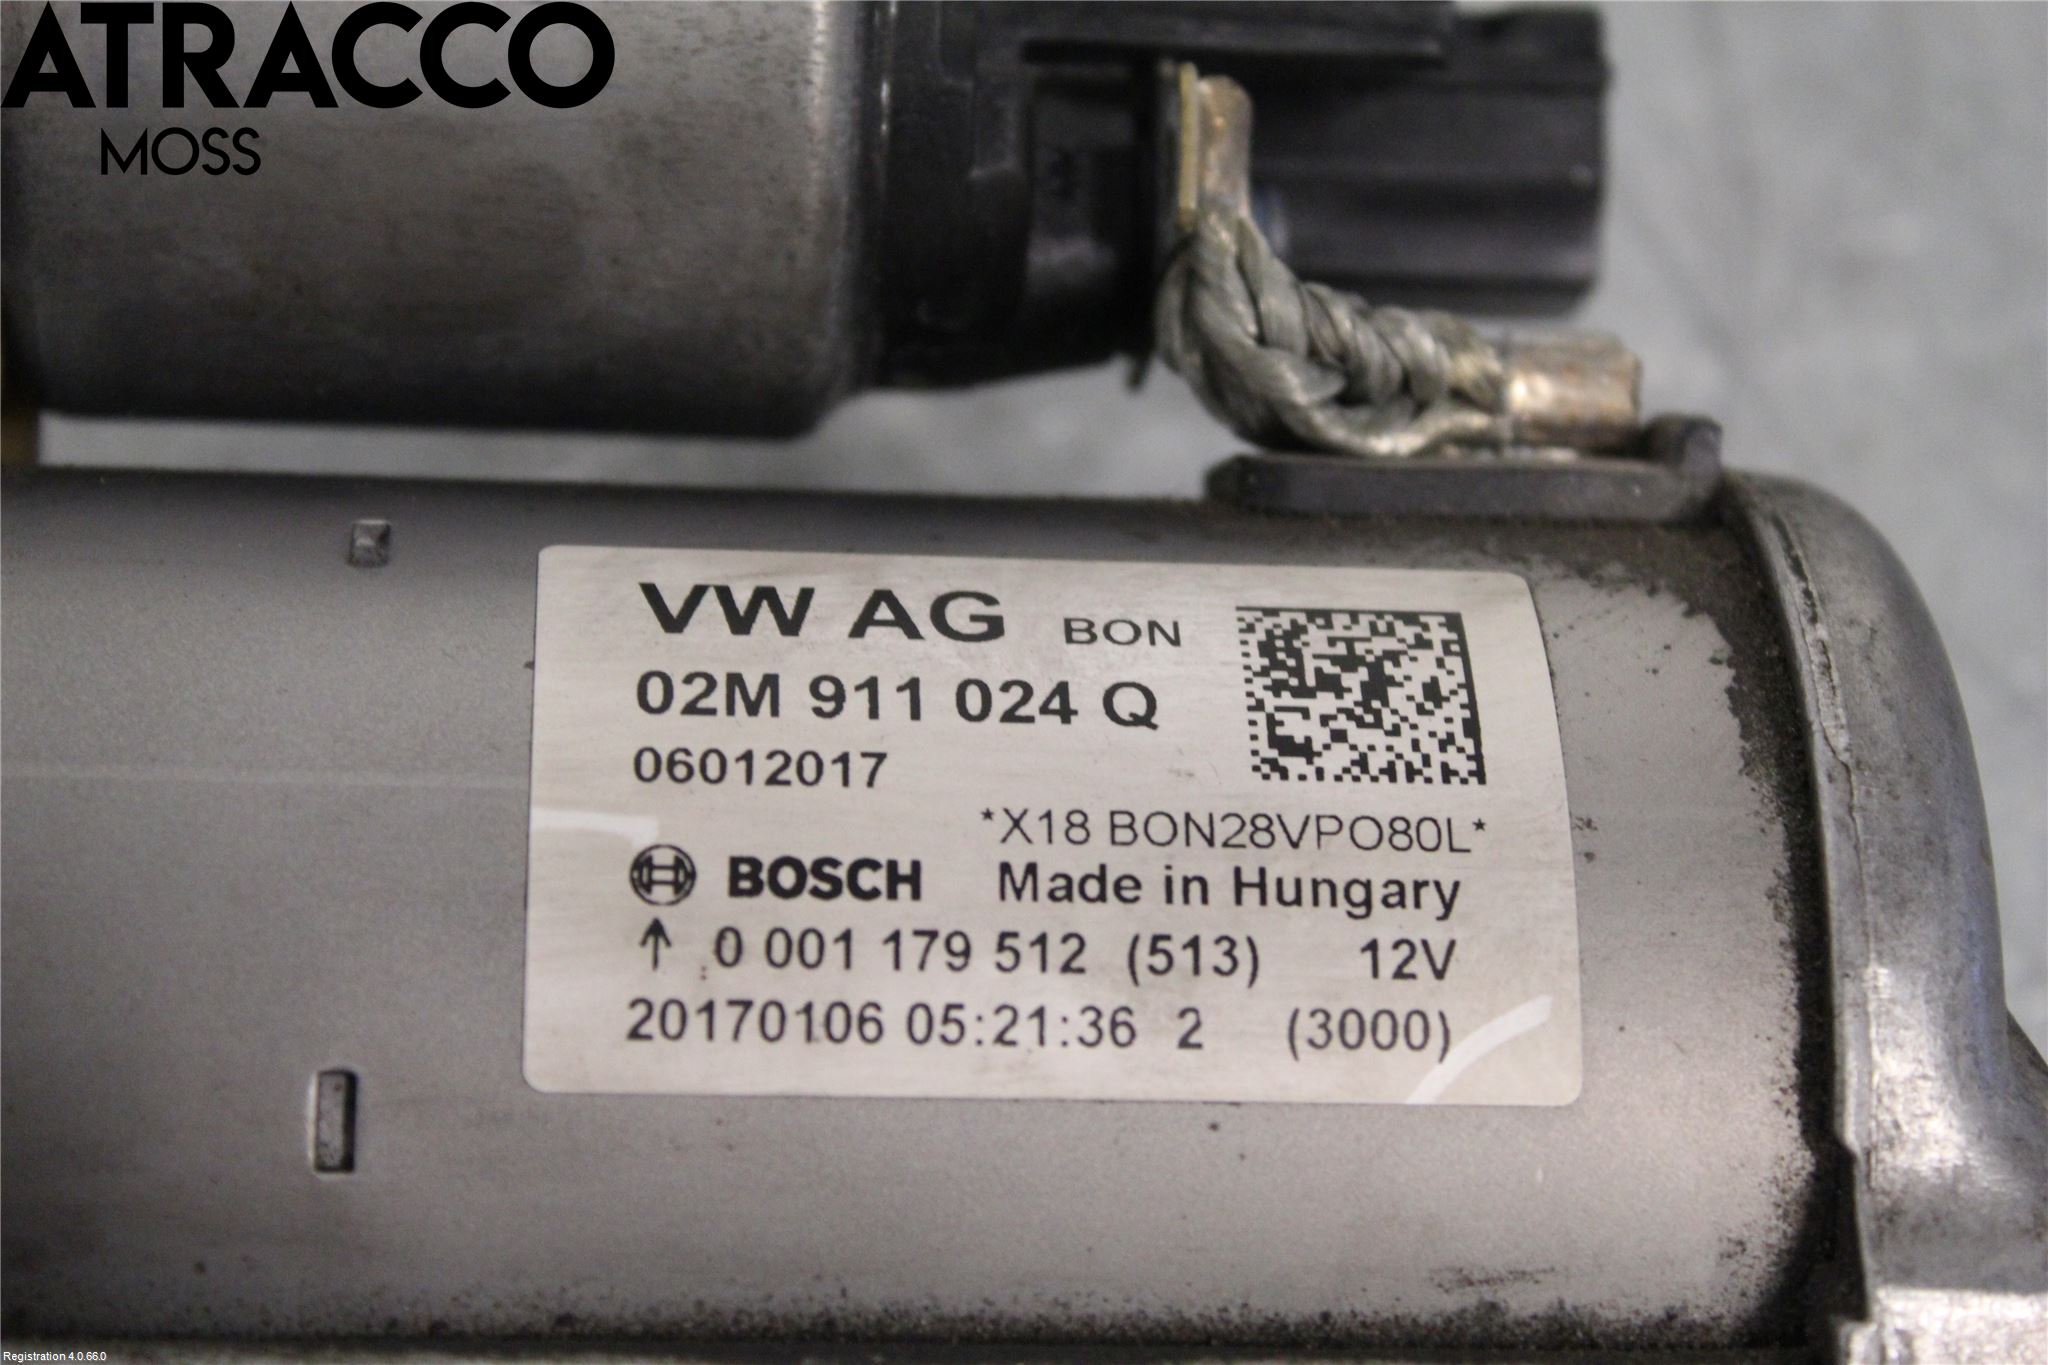 ATRACCO
MOSS
VW AG BON
02M 911 024 Q
06012017
*X18 BON28VPO80L*
BOSCH Made in Hungary
↑ 0 001 179 512 (513) 12V
20170106 05:21:36 2 (3000)
Registration 4.0.66.0